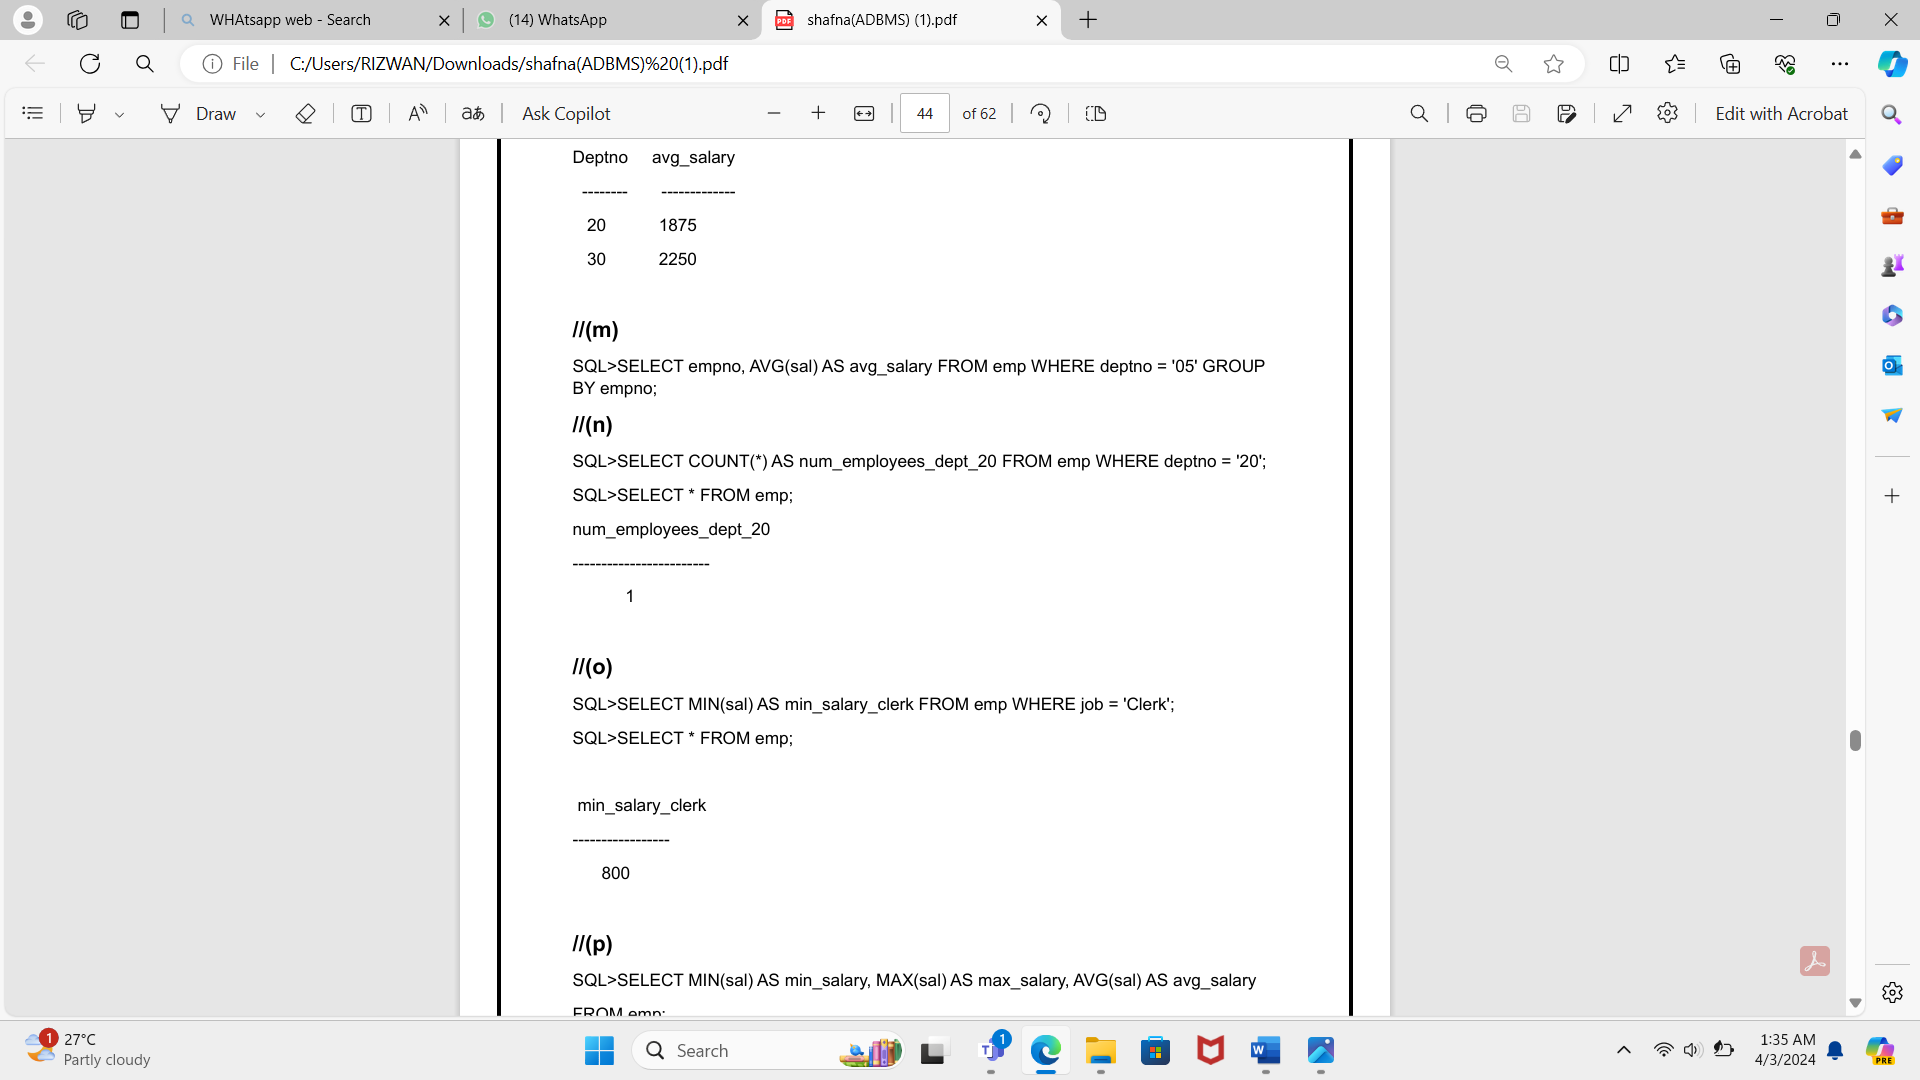 WHAtsapp web - Search
(14) WhatsApp
shafna(ADBMS) (1).pdf
File
C:/Users/RIZWAN/Downloads/shafna(ADBMS)%20(1).pdf
Draw
Ask Copilot
44 of 62
Edit with Acrobat
Deptno avg_salary
-------- -------------
20 1875
30 2250
//(m)
SQL>SELECT empno, AVG(sal) AS avg_salary FROM emp WHERE deptno = '05' GROUP
BY empno;
//(n)
SQL>SELECT COUNT(*) AS num_employees_dept_20 FROM emp WHERE deptno = '20';
SQL>SELECT * FROM emp;
num_employees_dept_20
------------------------
1
//(o)
SQL>SELECT MIN(sal) AS min_salary_clerk FROM emp WHERE job = 'Clerk';
SQL>SELECT * FROM emp;
min_salary_clerk
-----------------
800
//(p)
SQL>SELECT MIN(sal) AS min_salary, MAX(sal) AS max_salary, AVG(sal) AS avg_salary
FROM emp;
1
27°C
Partly cloudy
Search
1
1:35 AM
4/3/2024
PRE